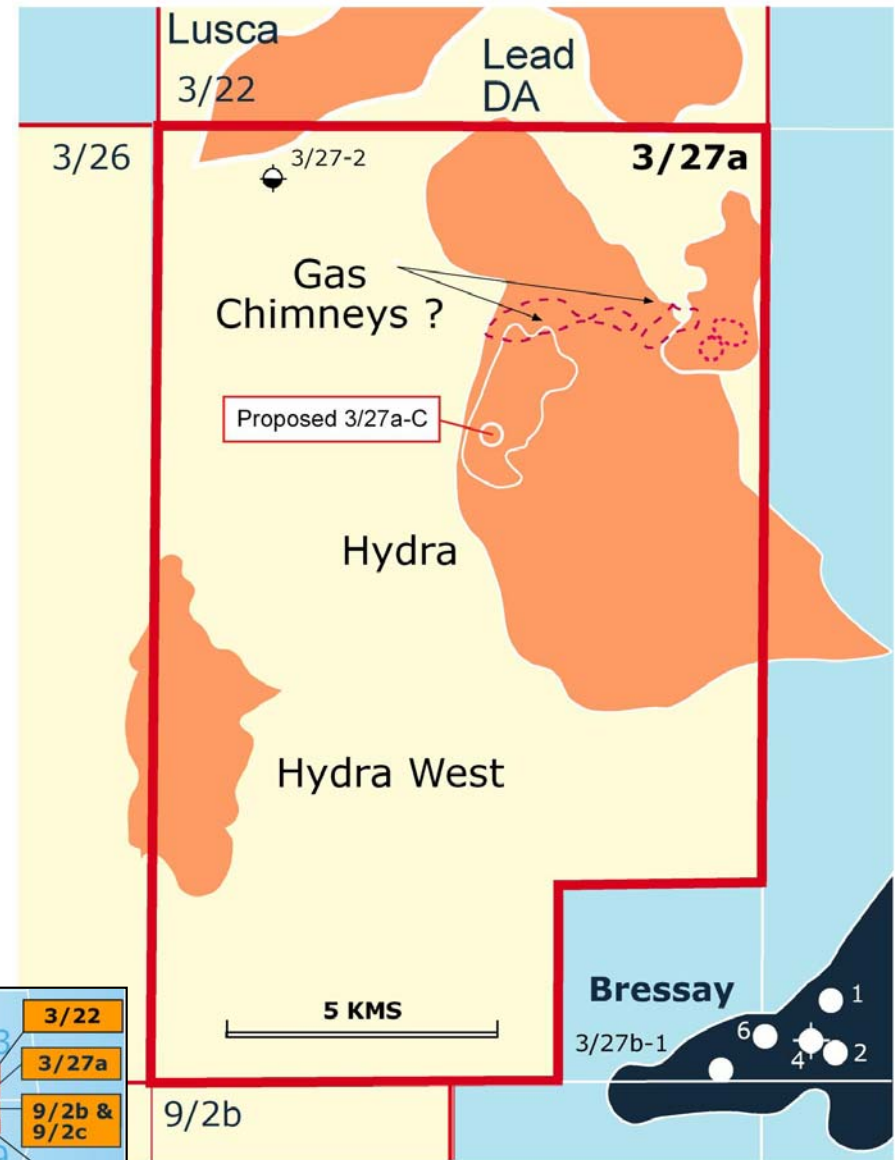 Lusca
3/22
Lead
DA
3/26
3/27-2
3/27a
Gas
Chimneys ?
Proposed 3/27a-C
Hydra
Hydra West
5 KMS
Bressay
3/27b-1
1
6
4
2
9/2b
3/22
3/27a
9/2b &
9/2c